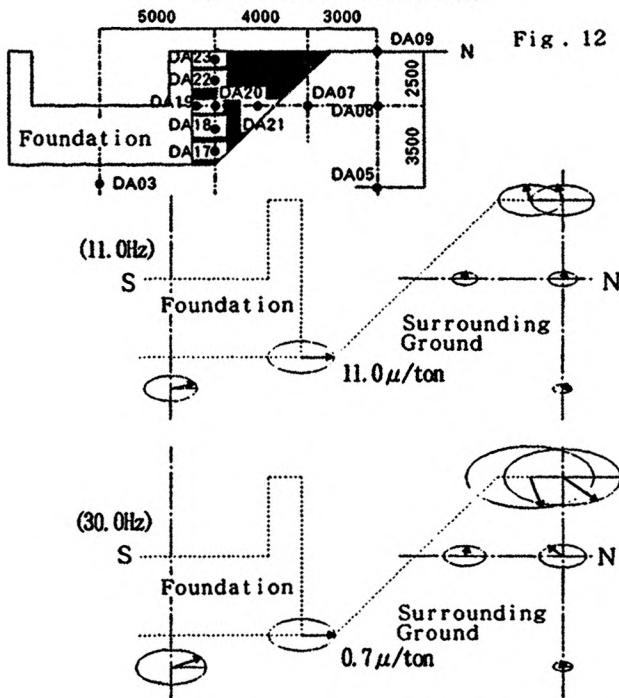 5000 4000 3000
Fig. 12
DA09 N
DA23
DA22
2500
DA19 DA20 DA07 DA08
DA18 DA21
Foundation
3500
DA17
DA03 DA05
(11.0Hz)
S N
Foundation
Surrounding
Ground
11.0μ/ton
(30.0Hz)
S N
Foundation
Surrounding
Ground
0.7μ/ton